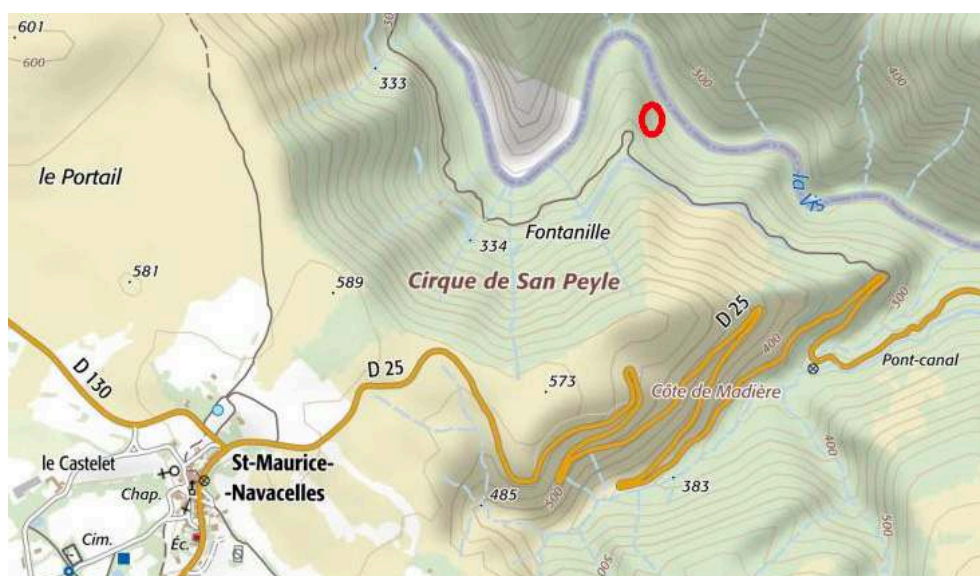 601
600
300
333
300
400
le Portail
la Vis
334
Fontanille
581
589
Cirque de San Peyle
300
D 25
D 130
D 25
400
Pont-canal
573
Côte de Madière
le Castelet
St-Maurice-
-Navacelles
400
Chap.
485
500
383
500
Cim.
Éc.